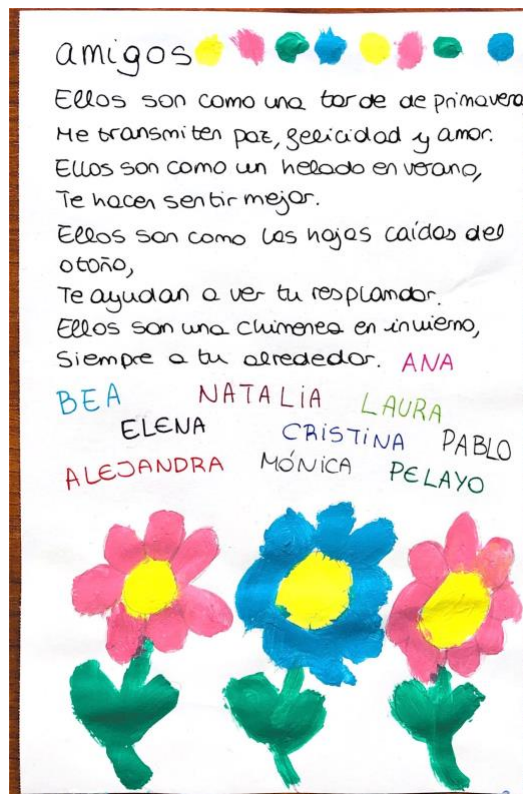 amigos
Ellos son como una tarde de primavera
Me transmiten paz, felicidad y amor.
Ellos son como un helado en verano,
Te hacen sentir mejor.
Ellos son como las hojas caídas del
otoño,
Te ayudan a ver tu resplandor.
Ellos son una chimenea en invierno,
Siempre a tu alrededor. ANA
BEA NATALIA LAURA
ELENA CRISTINA PABLO
ALEJANDRA MÓNICA PELAYO